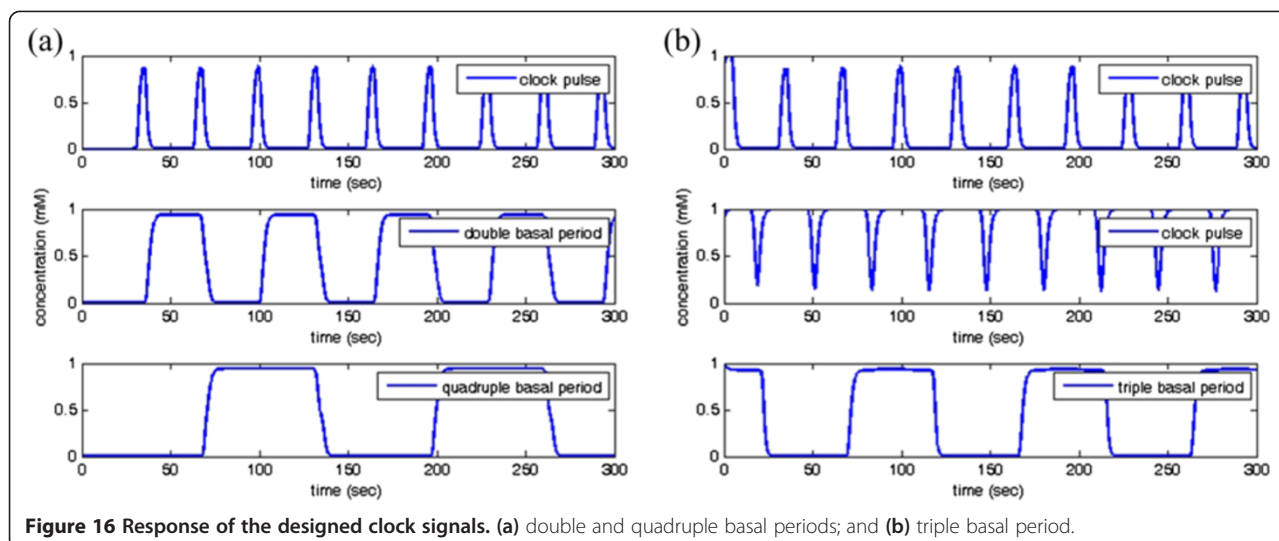 (a)
1
0.5
0
clock pulse
0 50 100 150 200 250 300
time (sec)
concentration (mM)
1
0.5
0
double basal period
0 50 100 150 200 250 300
time (sec)
1
0.5
0
quadruple basal period
0 50 100 150 200 250 300
time (sec)
(b)
1
0.5
0
clock pulse
0 50 100 150 200 250 300
time (sec)
1
0.5
0
clock pulse
0 50 100 150 200 250 300
time (sec)
1
0.5
0
triple basal period
0 50 100 150 200 250 300
time (sec)
Figure 16 Response of the designed clock signals. (a) double and quadruple basal periods; and (b) triple basal period.